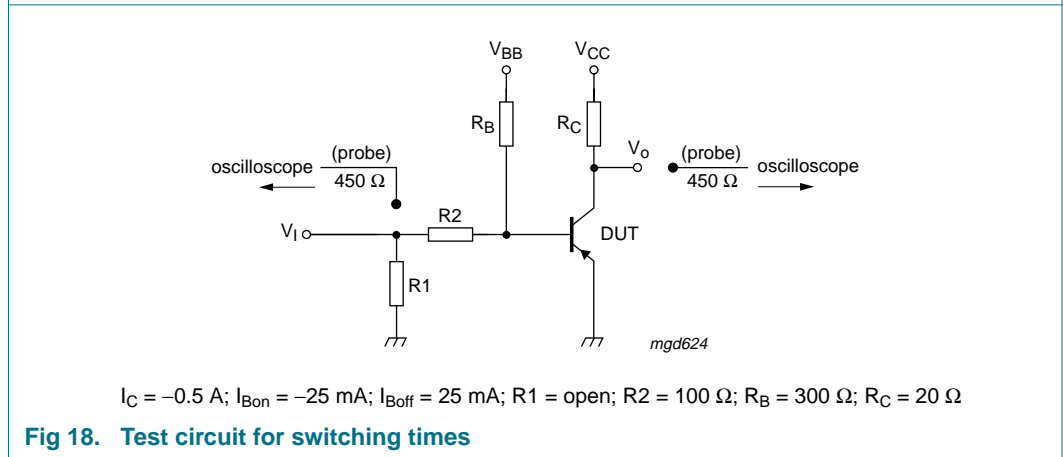 V_BB V_CC
R_B R_C
oscilloscope (probe) 450 Ω
V_o (probe) 450 Ω oscilloscope
V_I R2 DUT
R1
mgd624
I_C = −0.5 A; I_Bon = −25 mA; I_Boff = 25 mA; R1 = open; R2 = 100 Ω; R_B = 300 Ω; R_C = 20 Ω
Fig 18. Test circuit for switching times